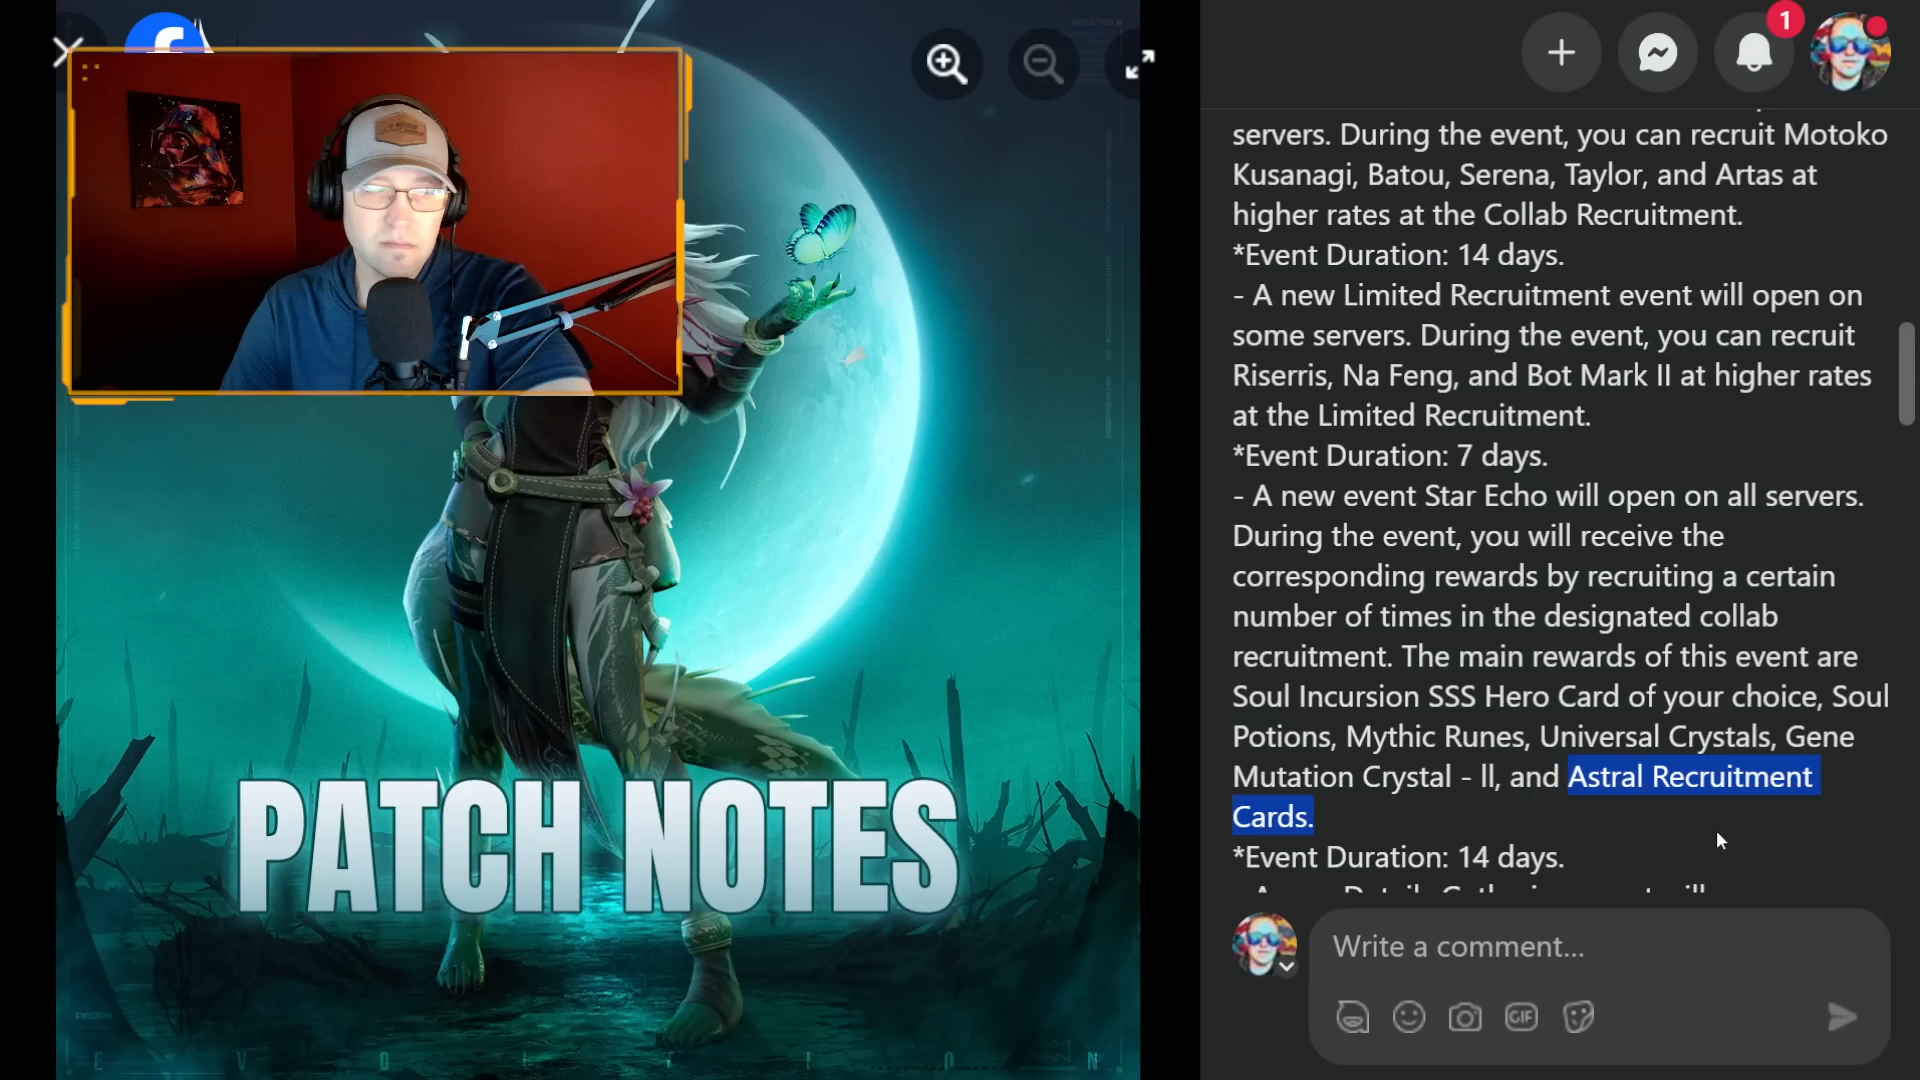 1
servers. During the event, you can recruit Motoko
Kusanagi, Batou, Serena, Taylor, and Artas at
higher rates at the Collab Recruitment.
*Event Duration: 14 days.
- A new Limited Recruitment event will open on
some servers. During the event, you can recruit
Riserris, Na Feng, and Bot Mark II at higher rates
at the Limited Recruitment.
*Event Duration: 7 days.
- A new event Star Echo will open on all servers.
During the event, you will receive the
corresponding rewards by recruiting a certain
number of times in the designated collab
recruitment. The main rewards of this event are
Soul Incursion SSS Hero Card of your choice, Soul
Potions, Mythic Runes, Universal Crystals, Gene
Mutation Crystal - ll, and Astral Recruitment
Cards.
*Event Duration: 14 days.
PATCH NOTES
Write a comment...
GIF
E V O L T I O N